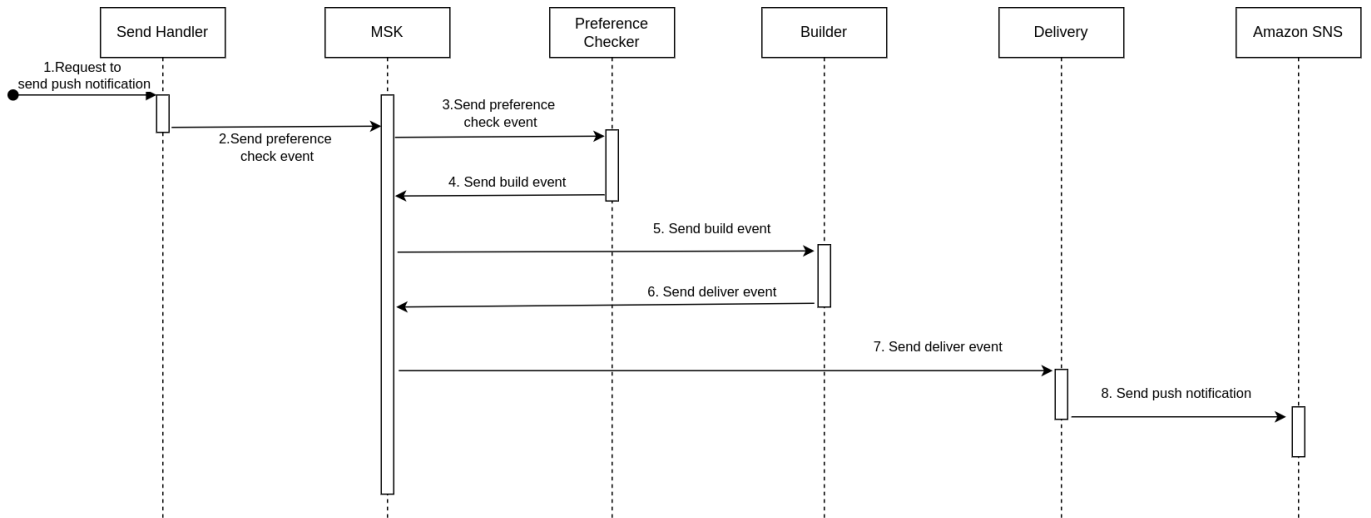 Send Handler
MSK
Preference
Checker
Builder
Delivery
Amazon SNS
1.Request to
send push notification
2.Send preference
check event
3.Send preference
check event
4. Send build event
5. Send build event
6. Send deliver event
7. Send deliver event
8. Send push notification